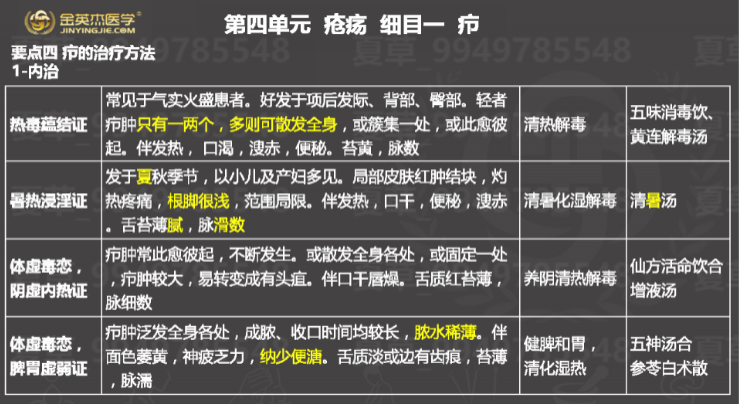 金英杰医学®
JINYINGJIE.COM
第四单元 疮疡 细目一 疖
要点四 疖的治疗方法
1-内治
热毒蕴结证
常见于气实火盛患者。好发于项后发际、背部、臀部。轻者
疖肿只有一两个，多则可散发全身，或簇集一处，或此愈彼
起。伴发热， 口渴，溲赤，便秘。苔黄，脉数
清热解毒
五味消毒饮、
黄连解毒汤
暑热浸淫证
发于夏秋季节，以小儿及产妇多见。局部皮肤红肿结块，灼
热疼痛，根脚很浅，范围局限。伴发热，口干，便秘，溲赤
。舌苔薄腻，脉滑数
清暑化湿解毒
清暑汤
体虚毒恋，
阴虚内热证
疖肿常此愈彼起，不断发生。或散发全身各处，或固定一处
，疖肿较大，易转变成有头疽。伴口干唇燥。舌质红苔薄，
脉细数
养阴清热解毒
仙方活命饮合
增液汤
体虚毒恋，
脾胃虚弱证
疖肿泛发全身各处，成脓、收口时间均较长，脓水稀薄。伴
面色萎黄，神疲乏力，纳少便溏。舌质淡或边有齿痕，苔薄
，脉濡
健脾和胃，
清化湿热
五神汤合
参苓白术散
夏草_9949785548